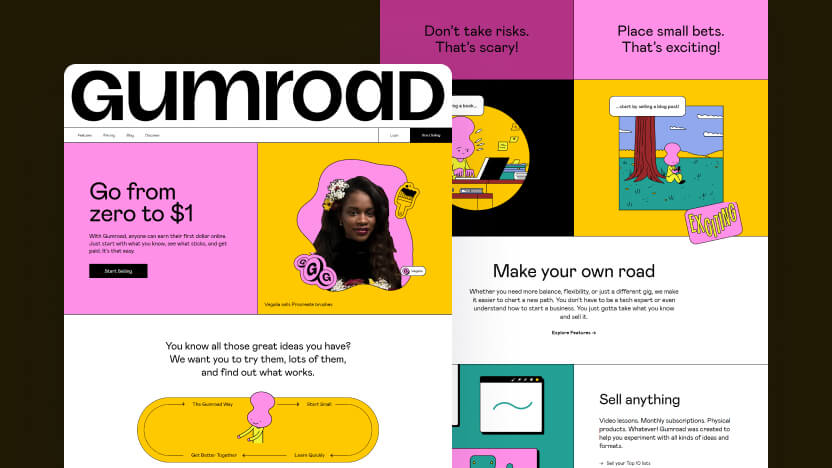 GUMROAD
Features
Pricing
Blog
Discover
Login
Start Selling
Go from
zero to $1
With Gumroad, anyone can earn their first dollar online.
Just start with what you know, see what sticks, and get
paid. It's that easy.
Start Selling
G G G
Vegalia
Vegalia sells Procreate brushes
You know all those great ideas you have?
We want you to try them, lots of them,
and find out what works.
The Gumroad Way
Start Small
Get Better Together
Learn Quickly
Don't take risks.
That's scary!
Place small bets.
That's exciting!
ing a book...
...start by selling a blog post!
EXCITING
Make your own road
Whether you need more balance, flexibility, or just a different gig, we make
it easier to chart a new path. You don't have to be a tech expert or even
understand how to start a business. You just gotta take what you know
and sell it.
Explore Features →
Sell anything
Video lessons. Monthly subscriptions. Physical
products. Whatever! Gumroad was created to
help you experiment with all kinds of ideas and
formats.
→ Sell your Top 10 lists